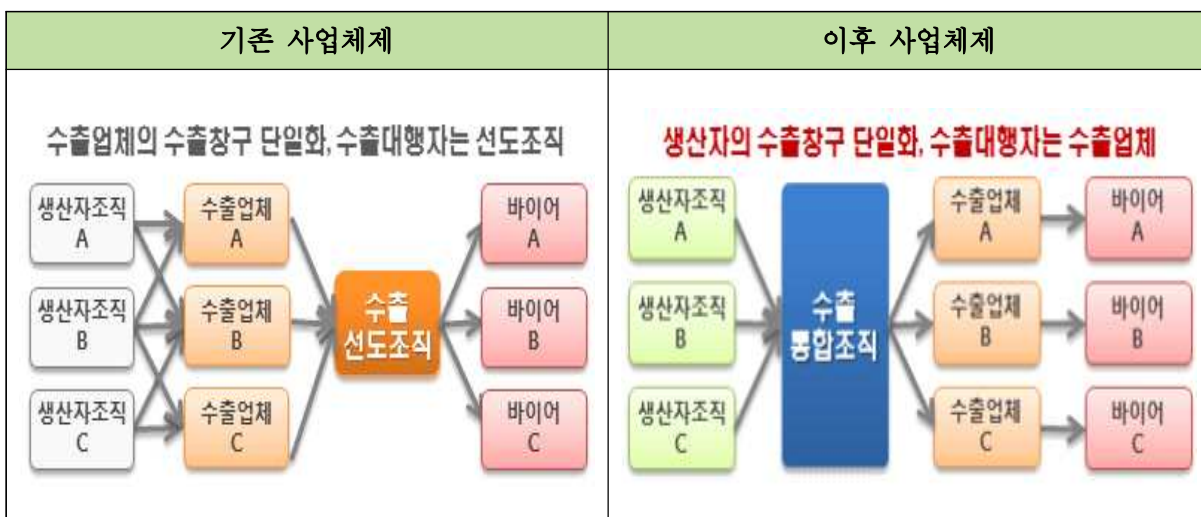 기존 사업체제
이후 사업체제
수출업체의 수출창구 단일화, 수출대행자는 선도조직
생산자조직
A
수출업체
A
바이어
A
생산자조직
B
수출업체
B
수출
선도조직
바이어
B
생산자조직
C
수출업체
C
바이어
C
생산자의 수출창구 단일화, 수출대행자는 수출업체
생산자조직
A
수출업체
A
바이어
A
생산자조직
B
수출
통합조직
수출업체
B
바이어
B
생산자조직
C
수출업체
C
바이어
C